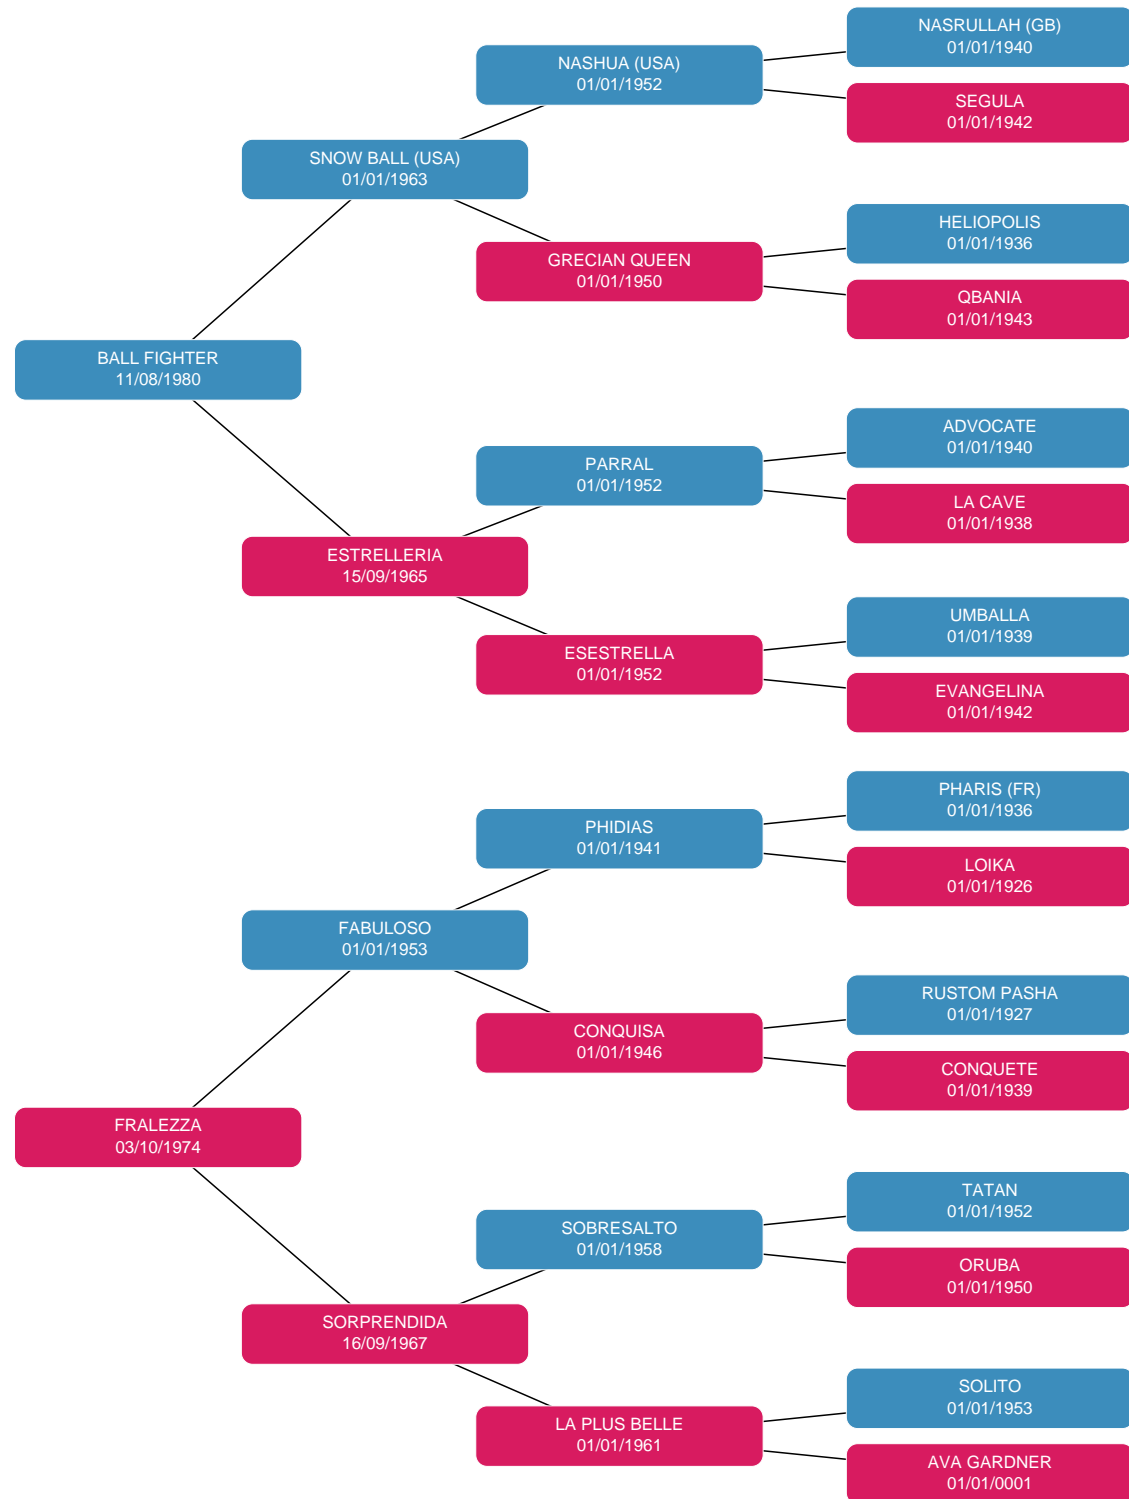 NASRULLAH (GB)
01/01/1940
NASHUA (USA)
01/01/1952
SEGULA
01/01/1942
SNOW BALL (USA)
01/01/1963
HELIOPOLIS
01/01/1936
GRECIAN QUEEN
01/01/1950
QBANIA
01/01/1943
BALL FIGHTER
11/08/1980
ADVOCATE
01/01/1940
PARRAL
01/01/1952
LA CAVE
01/01/1938
ESTRELLERIA
15/09/1965
UMBALLA
01/01/1939
ESESTRELLA
01/01/1952
EVANGELINA
01/01/1942
PHARIS (FR)
01/01/1936
PHIDIAS
01/01/1941
LOIKA
01/01/1926
FABULOSO
01/01/1953
RUSTOM PASHA
01/01/1927
CONQUISA
01/01/1946
CONQUETE
01/01/1939
FRALEZZA
03/10/1974
TATAN
01/01/1952
SOBRESALTO
01/01/1958
ORUBA
01/01/1950
SORPRENDIDA
16/09/1967
SOLITO
01/01/1953
LA PLUS BELLE
01/01/1961
AVA GARDNER
01/01/0001